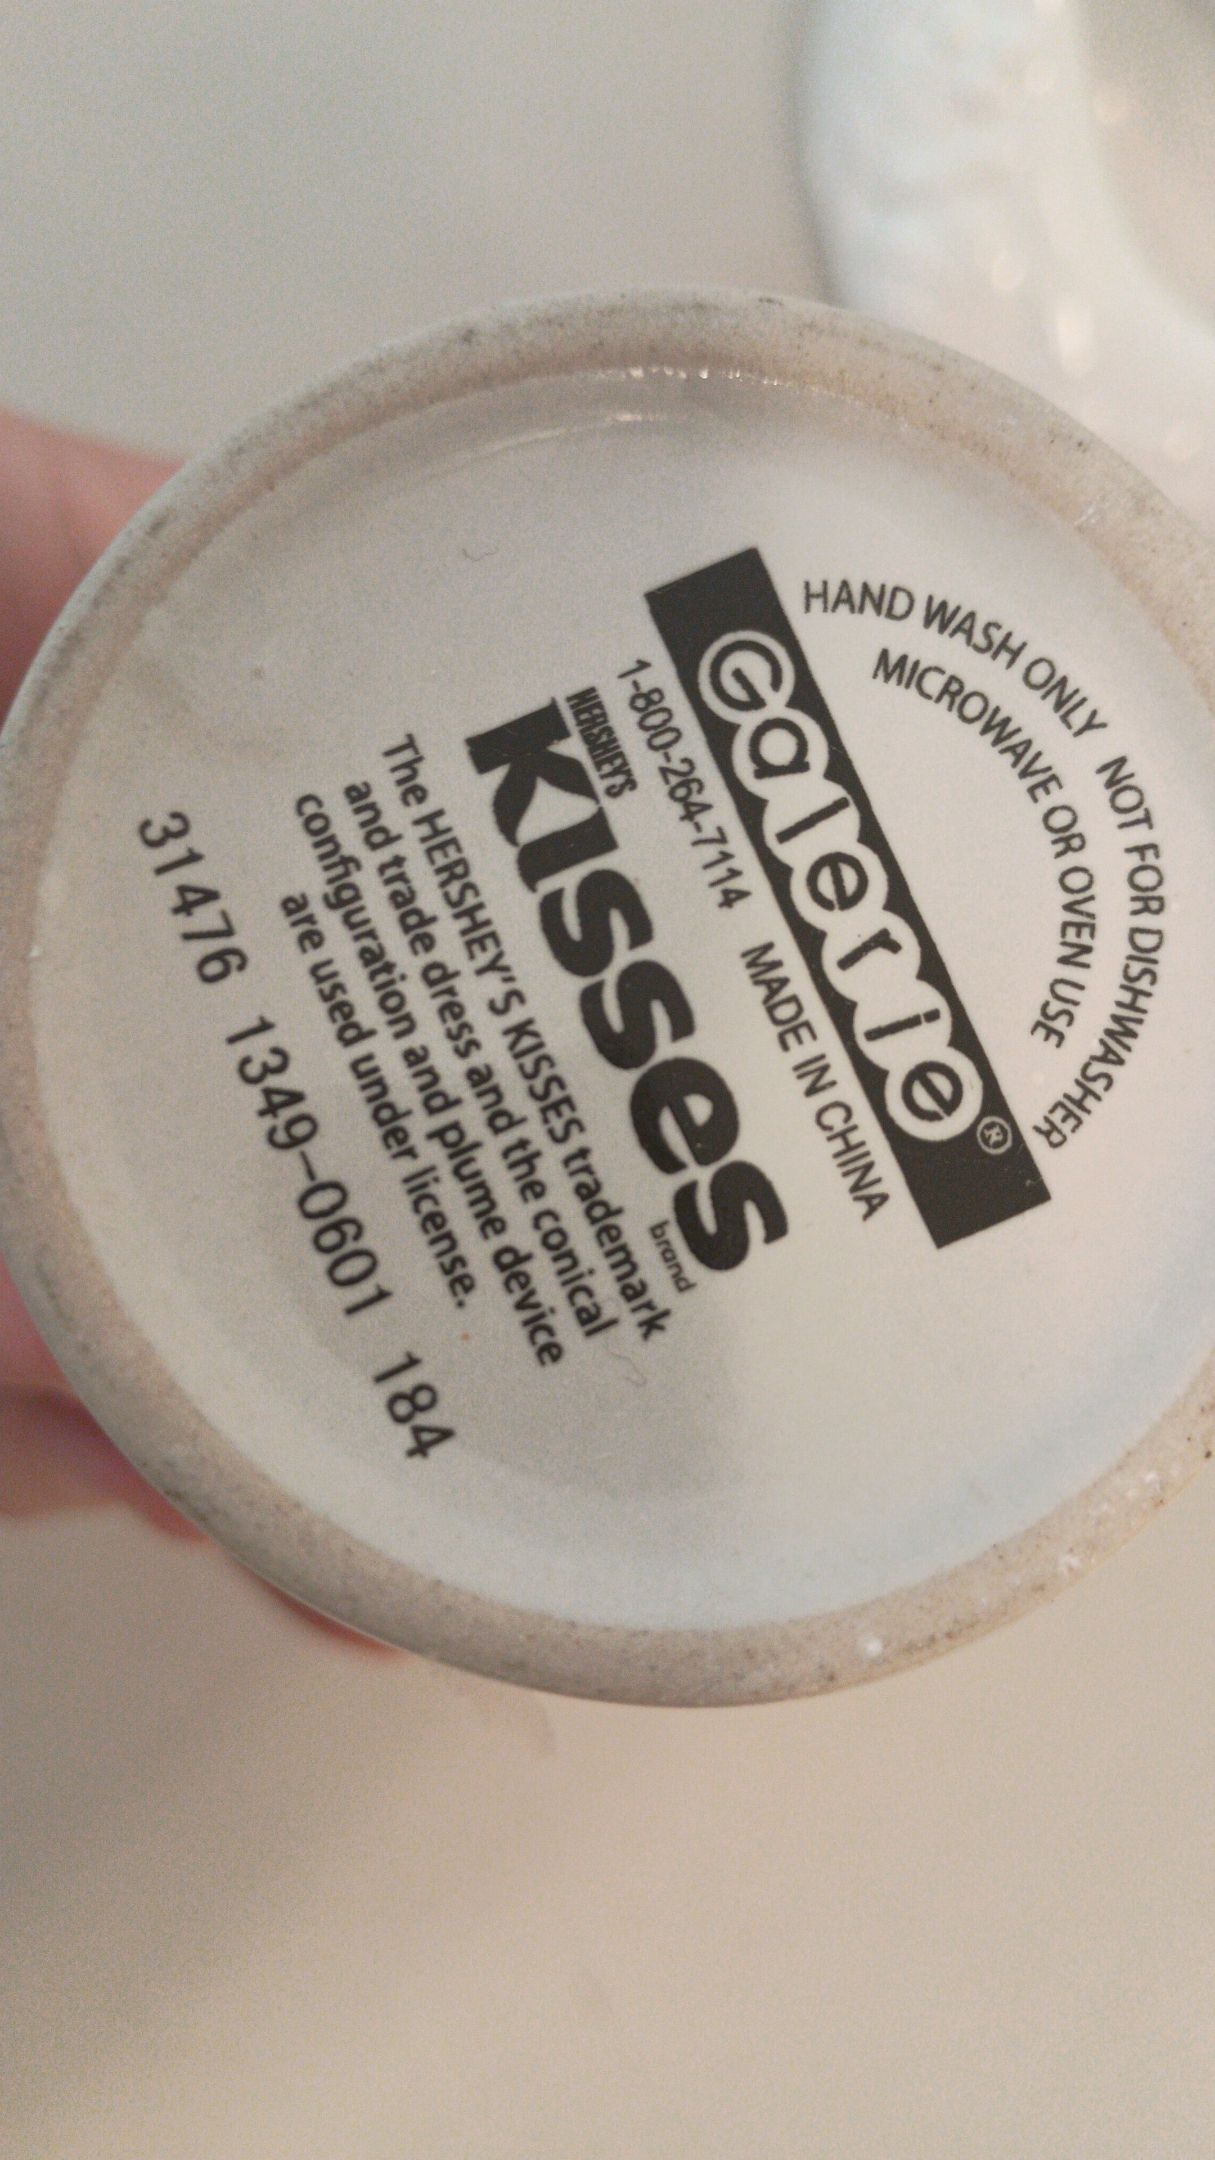 HAND WASH ONLY NOT FOR DISHWASHER
MICROWAVE OR OVEN USE
Galerie®
1-800-264-7114 MADE IN CHINA
HERSHEY'S
Kisses
brand
The HERSHEY'S KISSES trademark
and trade dress and the conical
configuration and plume device
are used under license.
31476 1349-0601 184